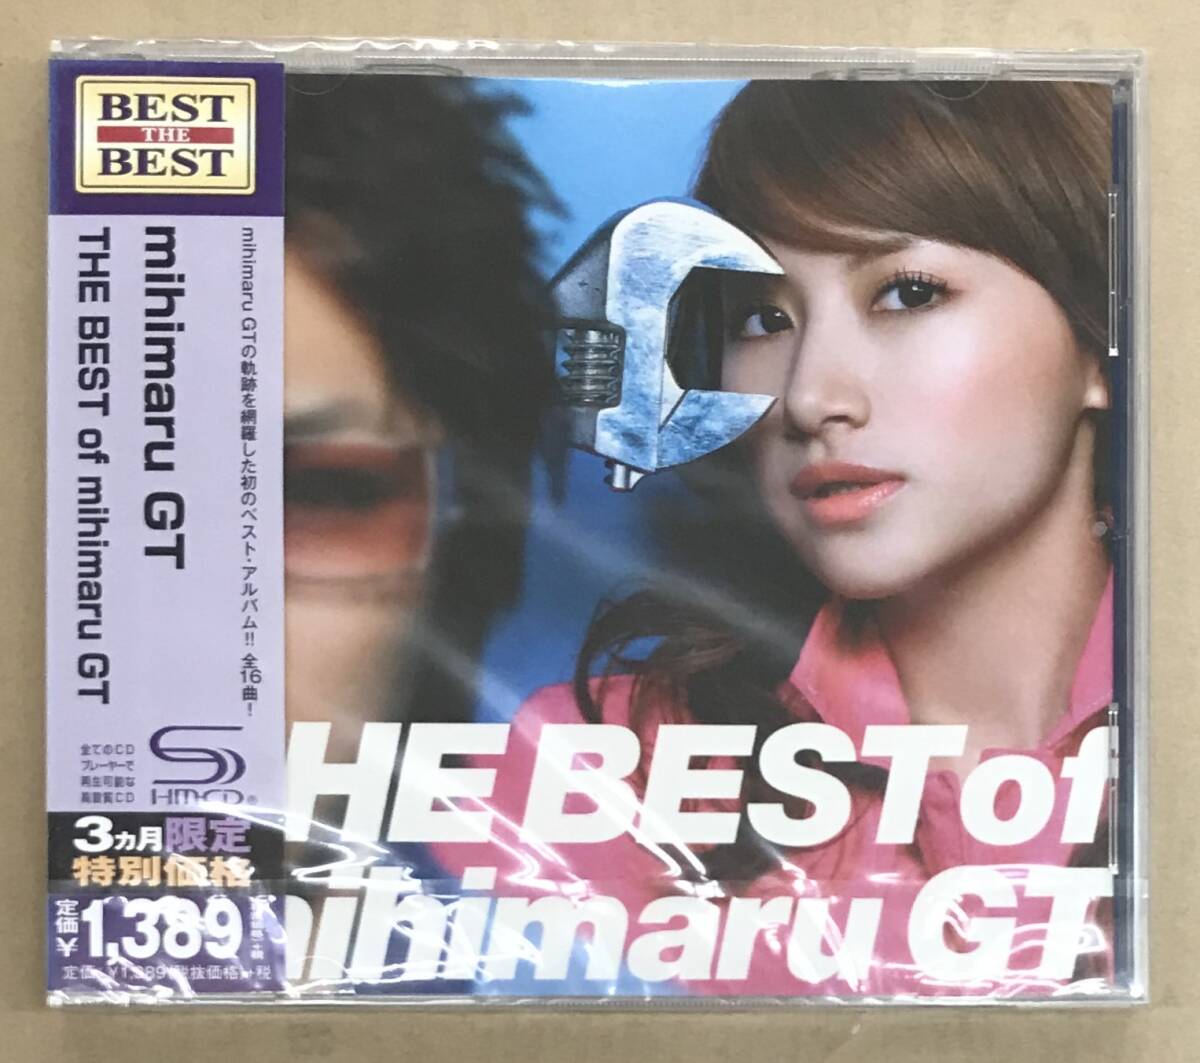 BEST
THE
BEST
mihimaru GTの軌跡を網羅した初のベスト・アルバム!! 全16曲!
mihimaru GT
THE BEST of mihimaru GT
全てのCD
プレーヤーで
再生可能な
高音質CD
SHM-CD®
3ヵ月限定
特別価格
定価¥1,389
定価:¥1,389(税抜価格)+税
HE BEST of
mihimaru GT